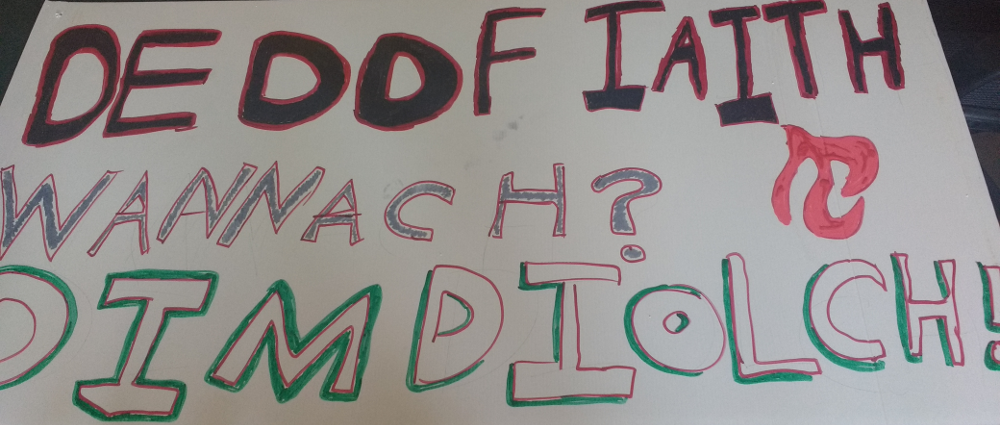 DEDDF IAITH
WANNACH?
DIM DIOLCH!